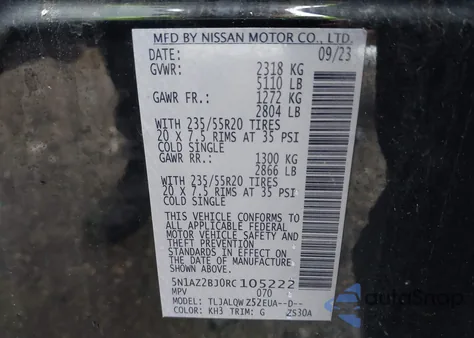 MFD BY NISSAN MOTOR CO., LTD.
DATE: 09/23
GVWR: 2318 KG
5110 LB
GAWR FR.: 1272 KG
2804 LB
WITH 235/55R20 TIRES
20 X 7.5 RIMS AT 35 PSI
COLD SINGLE
GAWR RR.: 1300 KG
2866 LB
WITH 235/55R20 TIRES
20 X 7.5 RIMS AT 35 PSI
COLD SINGLE
THIS VEHICLE CONFORMS TO
ALL APPLICABLE FEDERAL
MOTOR VEHICLE SAFETY AND
THEFT PREVENTION
STANDARDS IN EFFECT ON
THE DATE OF MANUFACTURE
SHOWN ABOVE.
5N1AZ2BJ0RC105222
MPV 070
MODEL: TLJALQW Z52EUA--D--
COLOR: KH3 TRIM: G ZS30A
AutoSnap